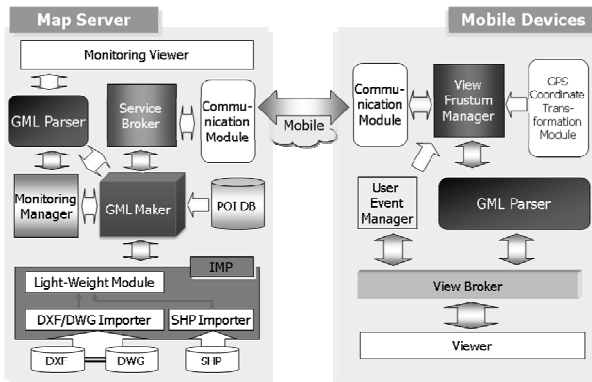 Map Server
Mobile Devices
Monitoring Viewer
GML Parser
Service
Broker
Commu-
nication
Module
Mobile
Monitoring
Manager
GML Maker
POI DB
IMP
Light-Weight Module
DXF/DWG Importer
SHP Importer
DXF
DWG
SHP
Commu-
nication
Module
View
Frustum
Manager
GPS
Coordinate
Trans-
formation
Module
User
Event
Manager
GML Parser
View Broker
Viewer